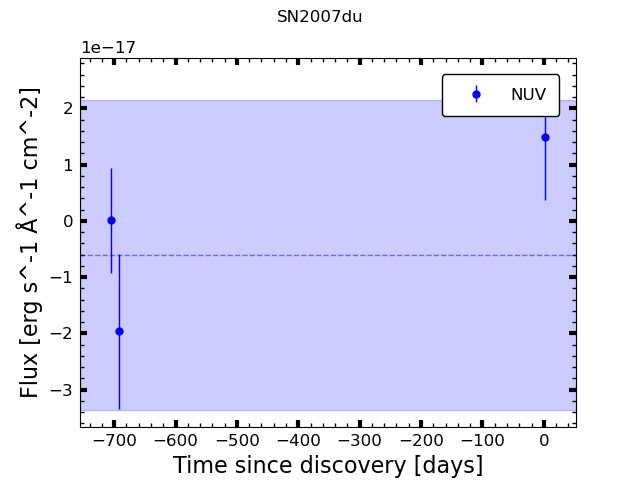 SN2007du
1e−17
NUV
2
1
0
−1
−2
−3
Flux [erg s^-1 Å^-1 cm^-2]
−700 −600 −500 −400 −300 −200 −100 0
Time since discovery [days]